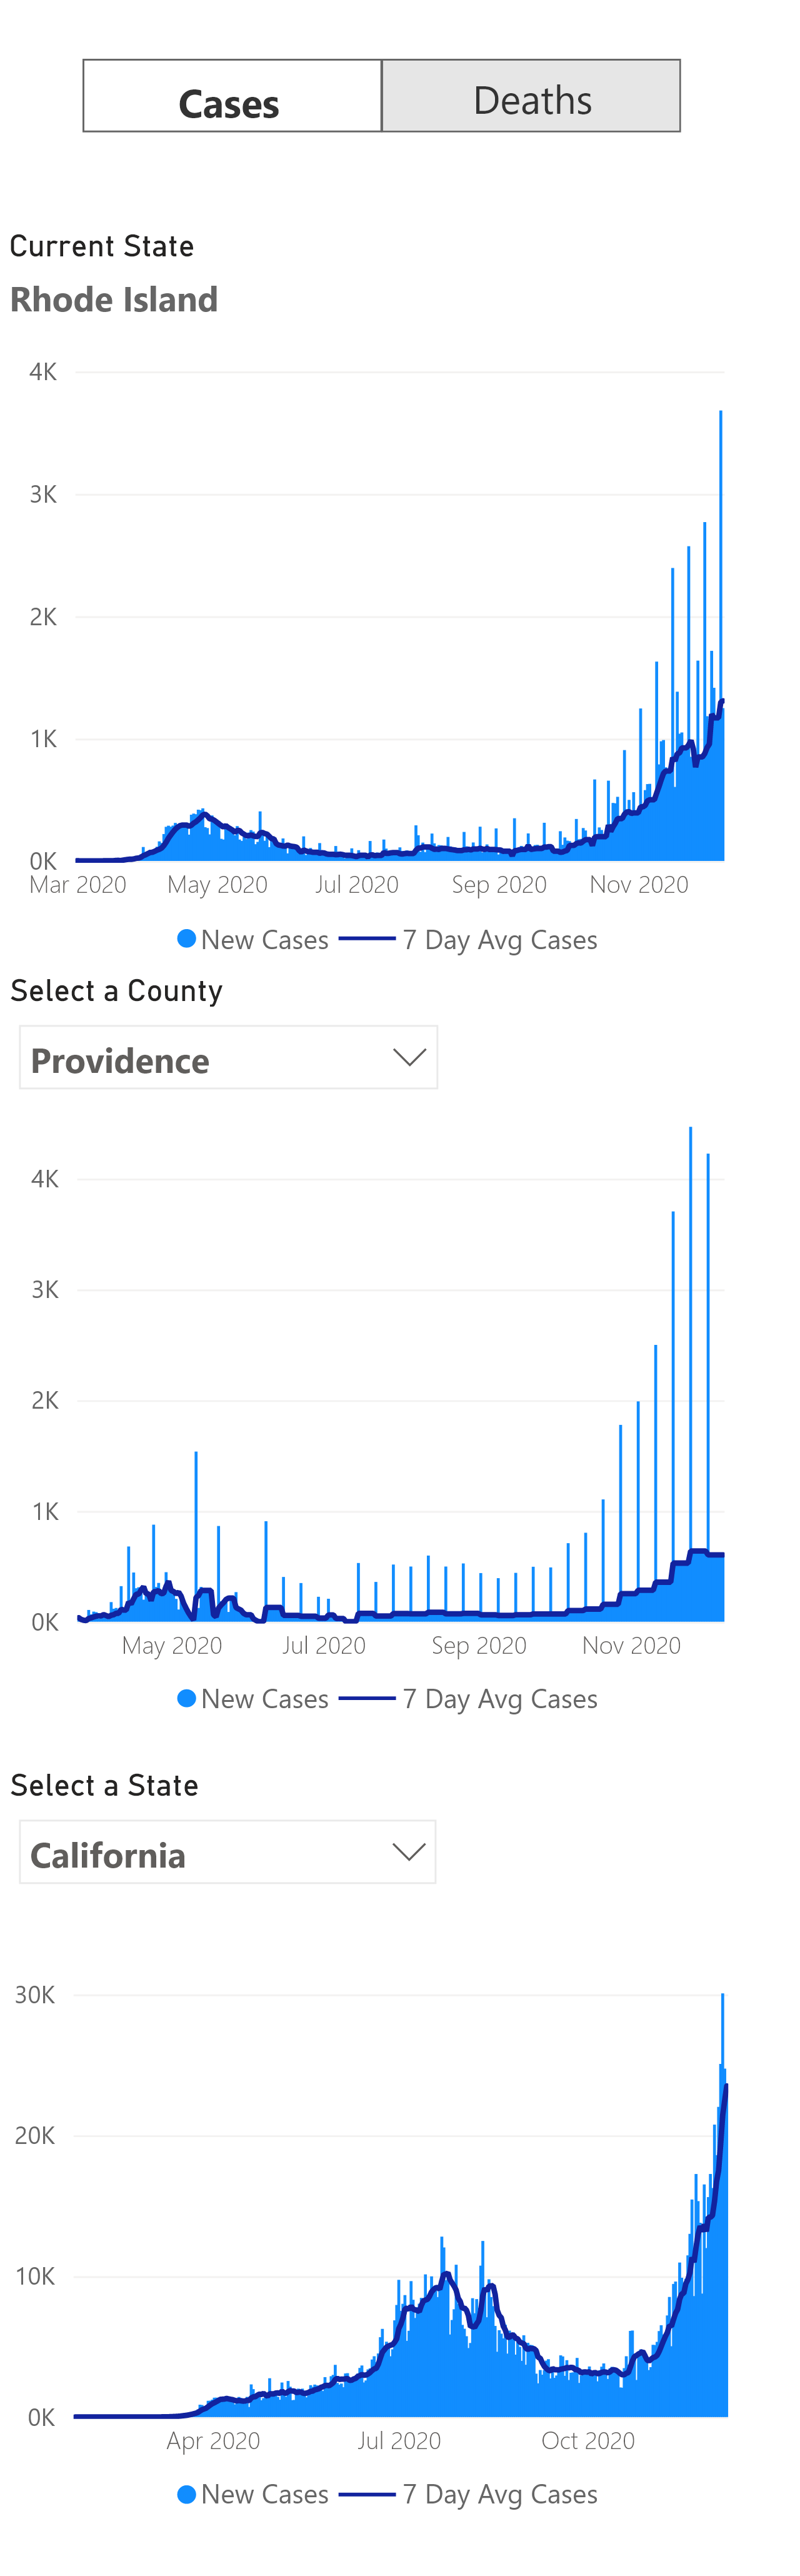 Cases Deaths
Current State
Rhode Island
4K
3K
2K
1K
0K
Mar 2020 May 2020 Jul 2020 Sep 2020 Nov 2020
New Cases 7 Day Avg Cases
Select a County
Providence
4K
3K
2K
1K
0K
May 2020 Jul 2020 Sep 2020 Nov 2020
New Cases 7 Day Avg Cases
Select a State
California
30K
20K
10K
0K
Apr 2020 Jul 2020 Oct 2020
New Cases 7 Day Avg Cases